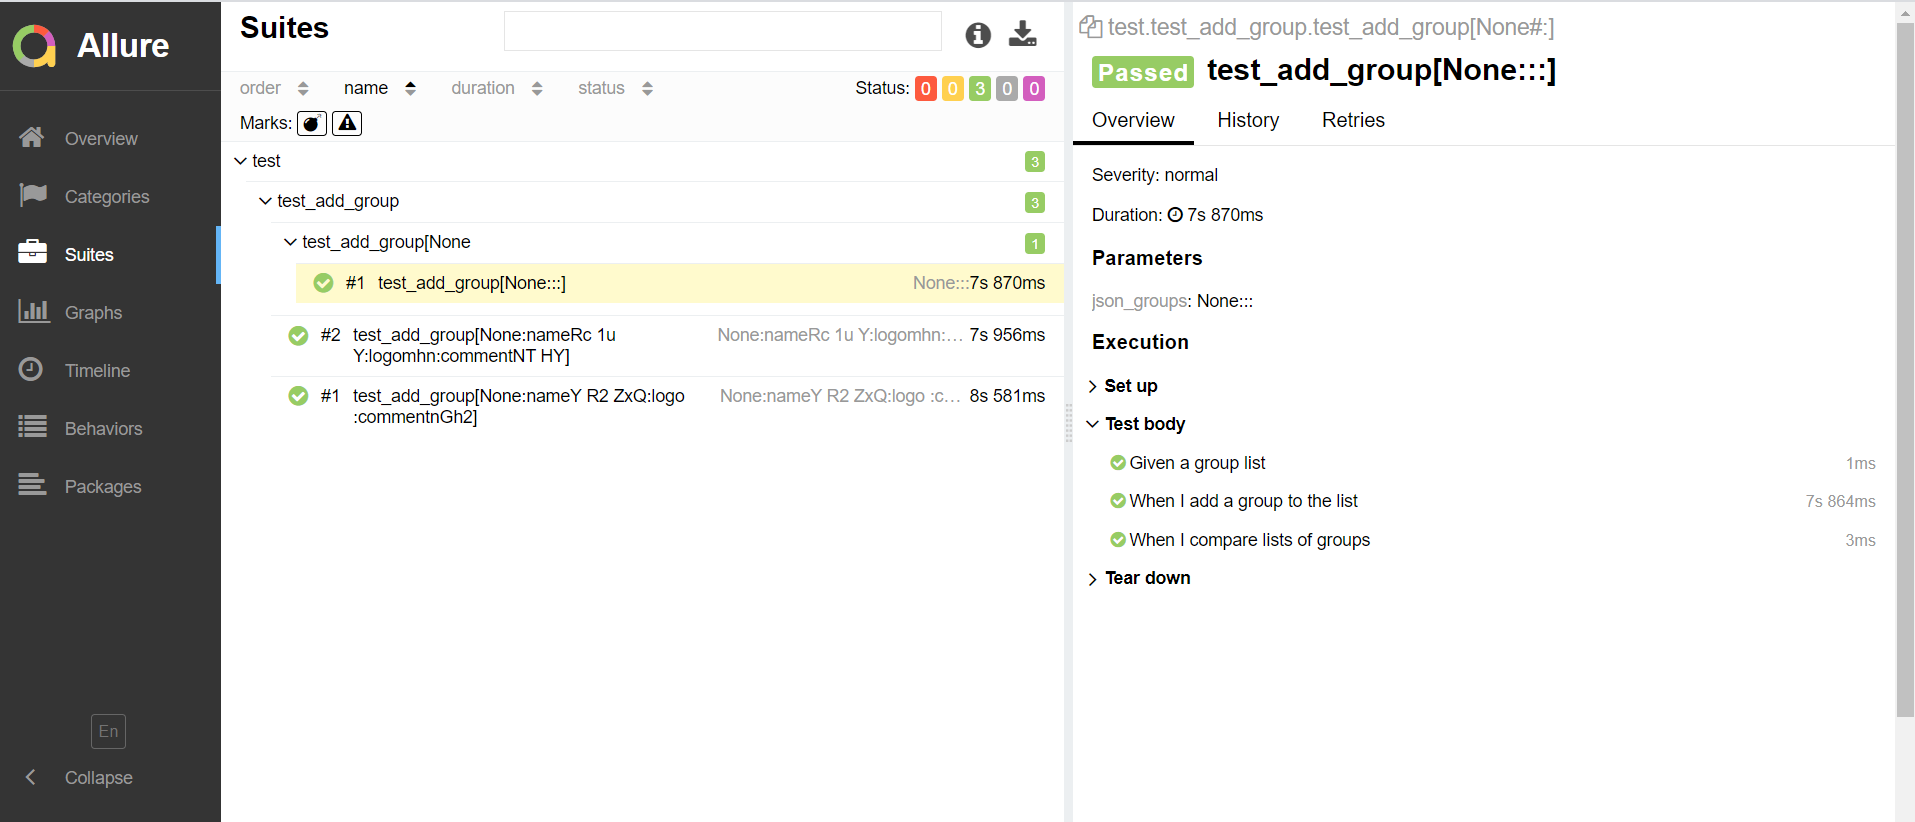 Allure
Overview
Categories
Suites
Graphs
Timeline
Behaviors
Packages
En
Collapse
Suites
order name duration status Status: 0 0 3 0 0
Marks:
test 3
test_add_group 3
test_add_group[None 1
#1 test_add_group[None:::] None::: 7s 870ms
#2 test_add_group[None:nameRc 1u None:nameRc 1u Y:logomhn:… 7s 956ms
Y:logomhn:commentNT HY]
#1 test_add_group[None:nameY R2 ZxQ:logo None:nameY R2 ZxQ:logo :c… 8s 581ms
:commentnGh2]
test.test_add_group.test_add_group[None#:]
Passed test_add_group[None:::]
Overview History Retries
Severity: normal
Duration: 7s 870ms
Parameters
json_groups: None:::
Execution
Set up
Test body
Given a group list 1ms
When I add a group to the list 7s 864ms
When I compare lists of groups 3ms
Tear down